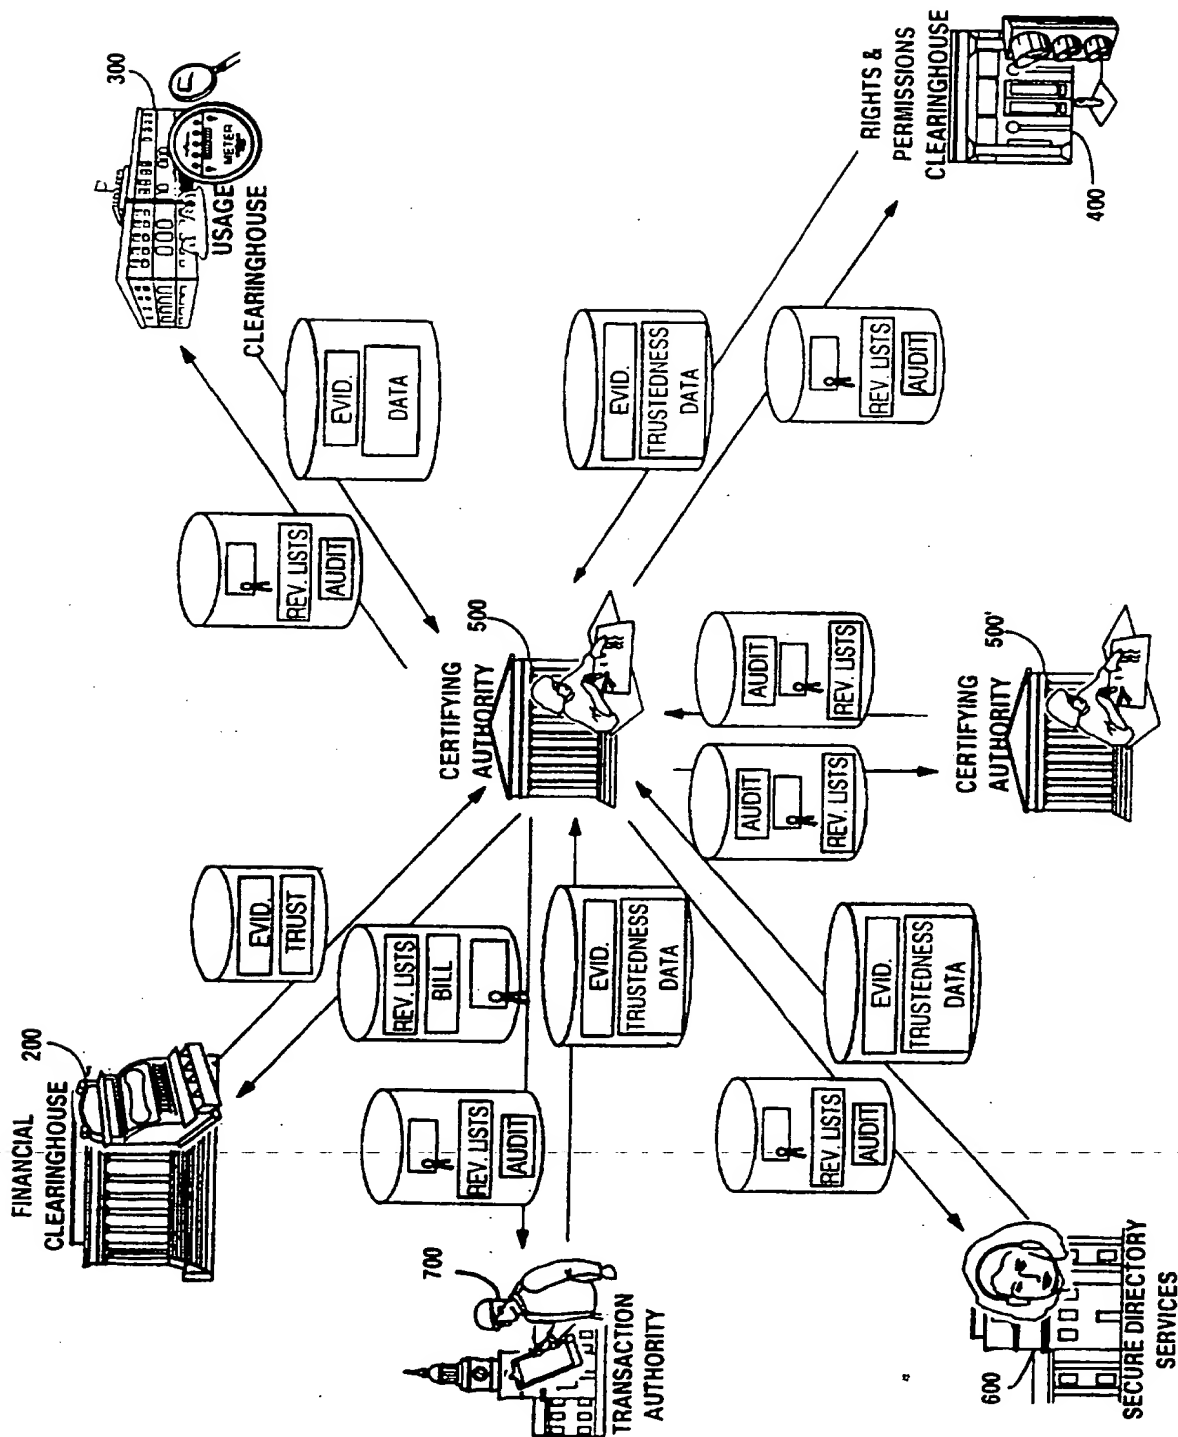 FINANCIAL
CLEARINGHOUSE
200
EVID.
TRUST
REV. LISTS
BILL
700
TRANSACTION
AUTHORITY
REV. LISTS
AUDIT
EVID.
TRUSTEDNESS
DATA
300
METER
USAGE
CLEARINGHOUSE
REV. LISTS
AUDIT
EVID.
DATA
CERTIFYING
AUTHORITY
500
EVID.
TRUSTEDNESS
DATA
REV. LISTS
AUDIT
RIGHTS &
PERMISSIONS
CLEARINGHOUSE
400
AUDIT
REV. LISTS
AUDIT
REV. LISTS
CERTIFYING
AUTHORITY
500'
REV. LISTS
AUDIT
EVID.
TRUSTEDNESS
DATA
600
SECURE DIRECTORY
SERVICES